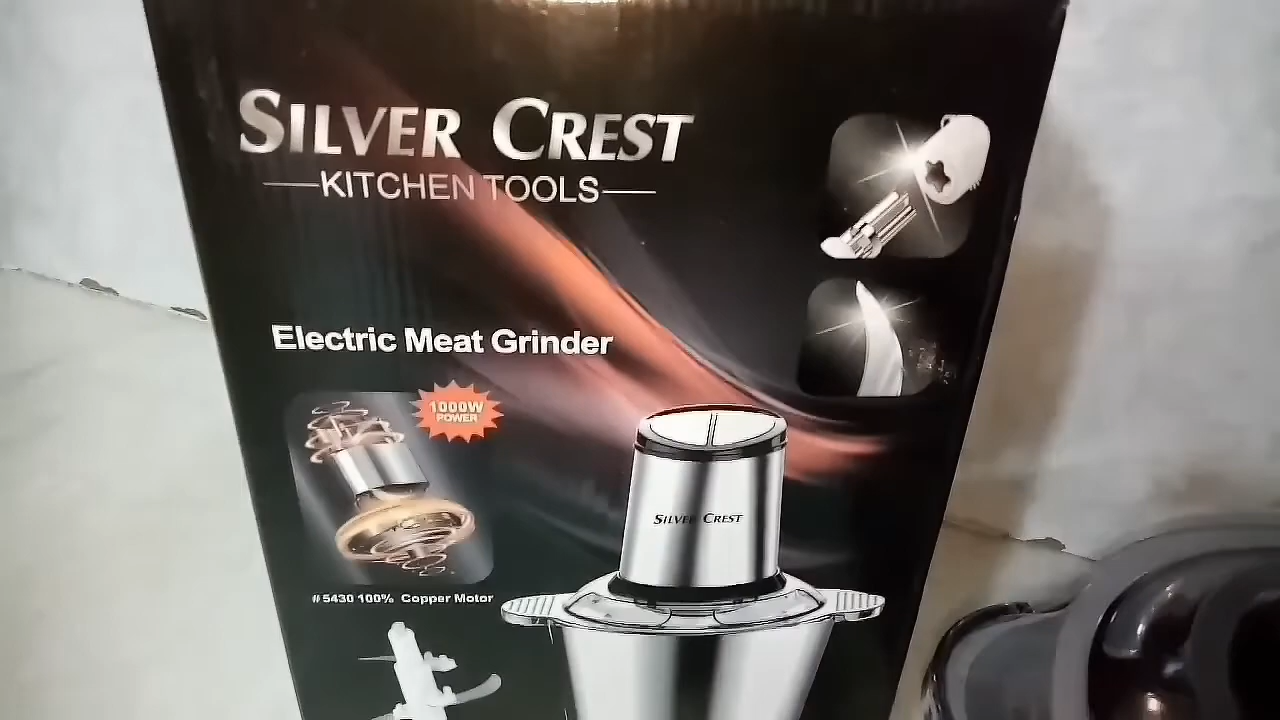 SILVER CREST
KITCHEN TOOLS
Electric Meat Grinder
1000W
POWER
SILVER CREST
#5430 100% Copper Motor